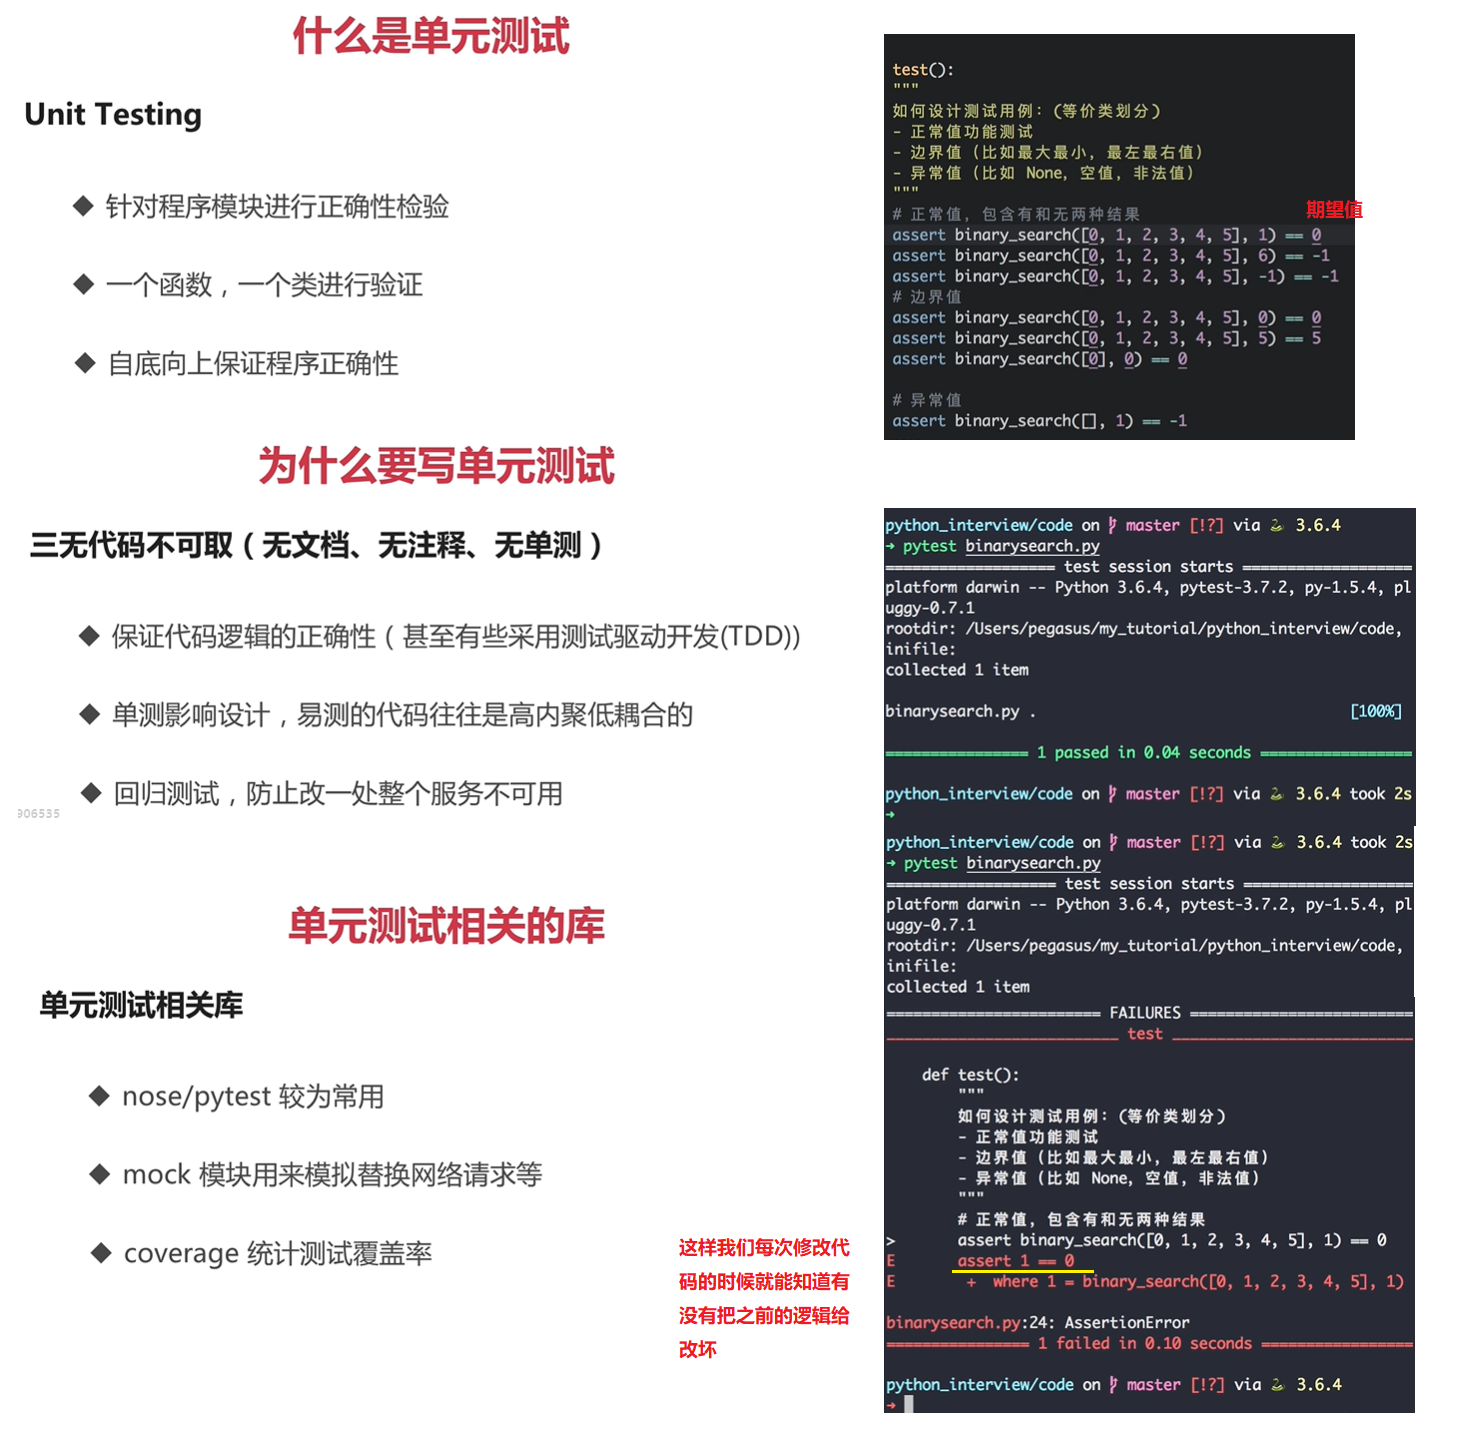 什么是单元测试
Unit Testing
◆ 针对程序模块进行正确性检验
◆ 一个函数，一个类进行验证
◆ 自底向上保证程序正确性
为什么要写单元测试
三无代码不可取（无文档、无注释、无单测）
◆ 保证代码逻辑的正确性（甚至有些采用测试驱动开发(TDD)）
◆ 单测影响设计，易测的代码往往是高内聚低耦合的
◆ 回归测试，防止改一处整个服务不可用
906535
单元测试相关的库
单元测试相关库
◆ nose/pytest 较为常用
◆ mock 模块用来模拟替换网络请求等
◆ coverage 统计测试覆盖率
这样我们每次修改代
码的时候就能知道有
没有把之前的逻辑给
改坏
test():
"""
如何设计测试用例：（等价类划分）
- 正常值功能测试
- 边界值（比如最大最小，最左最右值）
- 异常值（比如 None，空值，非法值）
"""
# 正常值，包含有和无两种结果
期望值
assert binary_search([0, 1, 2, 3, 4, 5], 1) == 0
assert binary_search([0, 1, 2, 3, 4, 5], 6) == -1
assert binary_search([0, 1, 2, 3, 4, 5], -1) == -1
# 边界值
assert binary_search([0, 1, 2, 3, 4, 5], 0) == 0
assert binary_search([0, 1, 2, 3, 4, 5], 5) == 5
assert binary_search([0], 0) == 0
# 异常值
assert binary_search([], 1) == -1
python_interview/code on master [!?] via 3.6.4
➜ pytest binarysearch.py
=================== test session starts ===================
platform darwin -- Python 3.6.4, pytest-3.7.2, py-1.5.4, pl
uggy-0.7.1
rootdir: /Users/pegasus/my_tutorial/python_interview/code,
inifile:
collected 1 item
binarysearch.py . [100%]
================ 1 passed in 0.04 seconds =================
python_interview/code on master [!?] via 3.6.4 took 2s
➜
python_interview/code on master [!?] via 3.6.4 took 2s
➜ pytest binarysearch.py
=================== test session starts ===================
platform darwin -- Python 3.6.4, pytest-3.7.2, py-1.5.4, pl
uggy-0.7.1
rootdir: /Users/pegasus/my_tutorial/python_interview/code,
inifile:
collected 1 item
======================== FAILURES =========================
__________________________ test ___________________________
def test():
"""
如何设计测试用例：（等价类划分）
- 正常值功能测试
- 边界值（比如最大最小，最左最右值）
- 异常值（比如 None，空值，非法值）
"""
# 正常值，包含有和无两种结果
> assert binary_search([0, 1, 2, 3, 4, 5], 1) == 0
E assert 1 == 0
E + where 1 = binary_search([0, 1, 2, 3, 4, 5], 1)
binarysearch.py:24: AssertionError
================ 1 failed in 0.10 seconds =================
python_interview/code on master [!?] via 3.6.4
➜